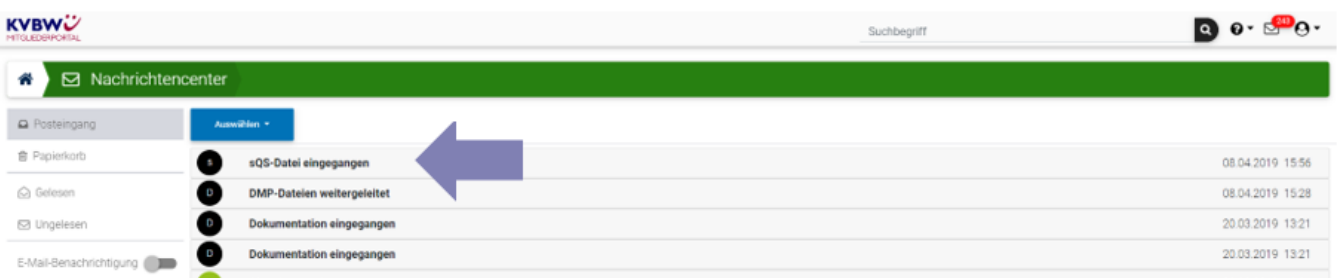 KVBW
MITGLIEDERPORTAL
Suchbegriff
243
Nachrichtencenter
Posteingang
Auswählen
Papierkorb
S sQS-Datei eingegangen 08.04.2019 15:56
Gelesen
D DMP-Dateien weitergeleitet 08.04.2019 15:28
Ungelesen
D Dokumentation eingegangen 20.03.2019 13:21
E-Mail-Benachrichtigung
D Dokumentation eingegangen 20.03.2019 13:21